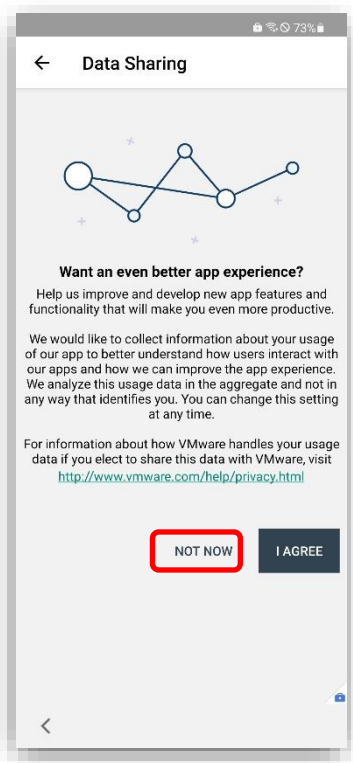 73%
Data Sharing
Want an even better app experience?
Help us improve and develop new app features and
functionality that will make you even more productive.
We would like to collect information about your usage
of our app to better understand how users interact with
our apps and how we can improve the app experience.
We analyze this usage data in the aggregate and not in
any way that identifies you. You can change this setting
at any time.
For information about how VMware handles your usage
data if you elect to share this data with VMware, visit
http://www.vmware.com/help/privacy.html
NOT NOW I AGREE